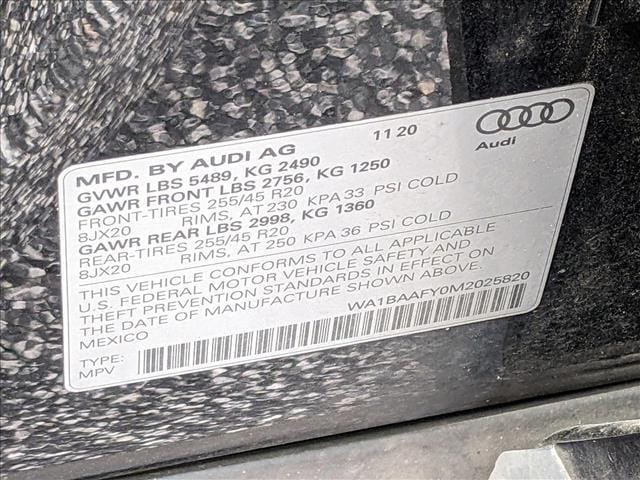 11 20
Audi
MFD. BY AUDI AG
GVWR LBS 5489, KG 2490
GAWR FRONT LBS 2756, KG 1250
FRONT-TIRES 255/45 R20
8JX20 RIMS, AT 230 KPA 33 PSI COLD
GAWR REAR LBS 2998, KG 1360
REAR-TIRES 255/45 R20
8JX20 RIMS, AT 250 KPA 36 PSI COLD
THIS VEHICLE CONFORMS TO ALL APPLICABLE
U.S. FEDERAL MOTOR VEHICLE SAFETY AND
THEFT PREVENTION STANDARDS IN EFFECT ON
THE DATE OF MANUFACTURE SHOWN ABOVE.
MEXICO WA1BAAFY0M2025820
TYPE:
MPV